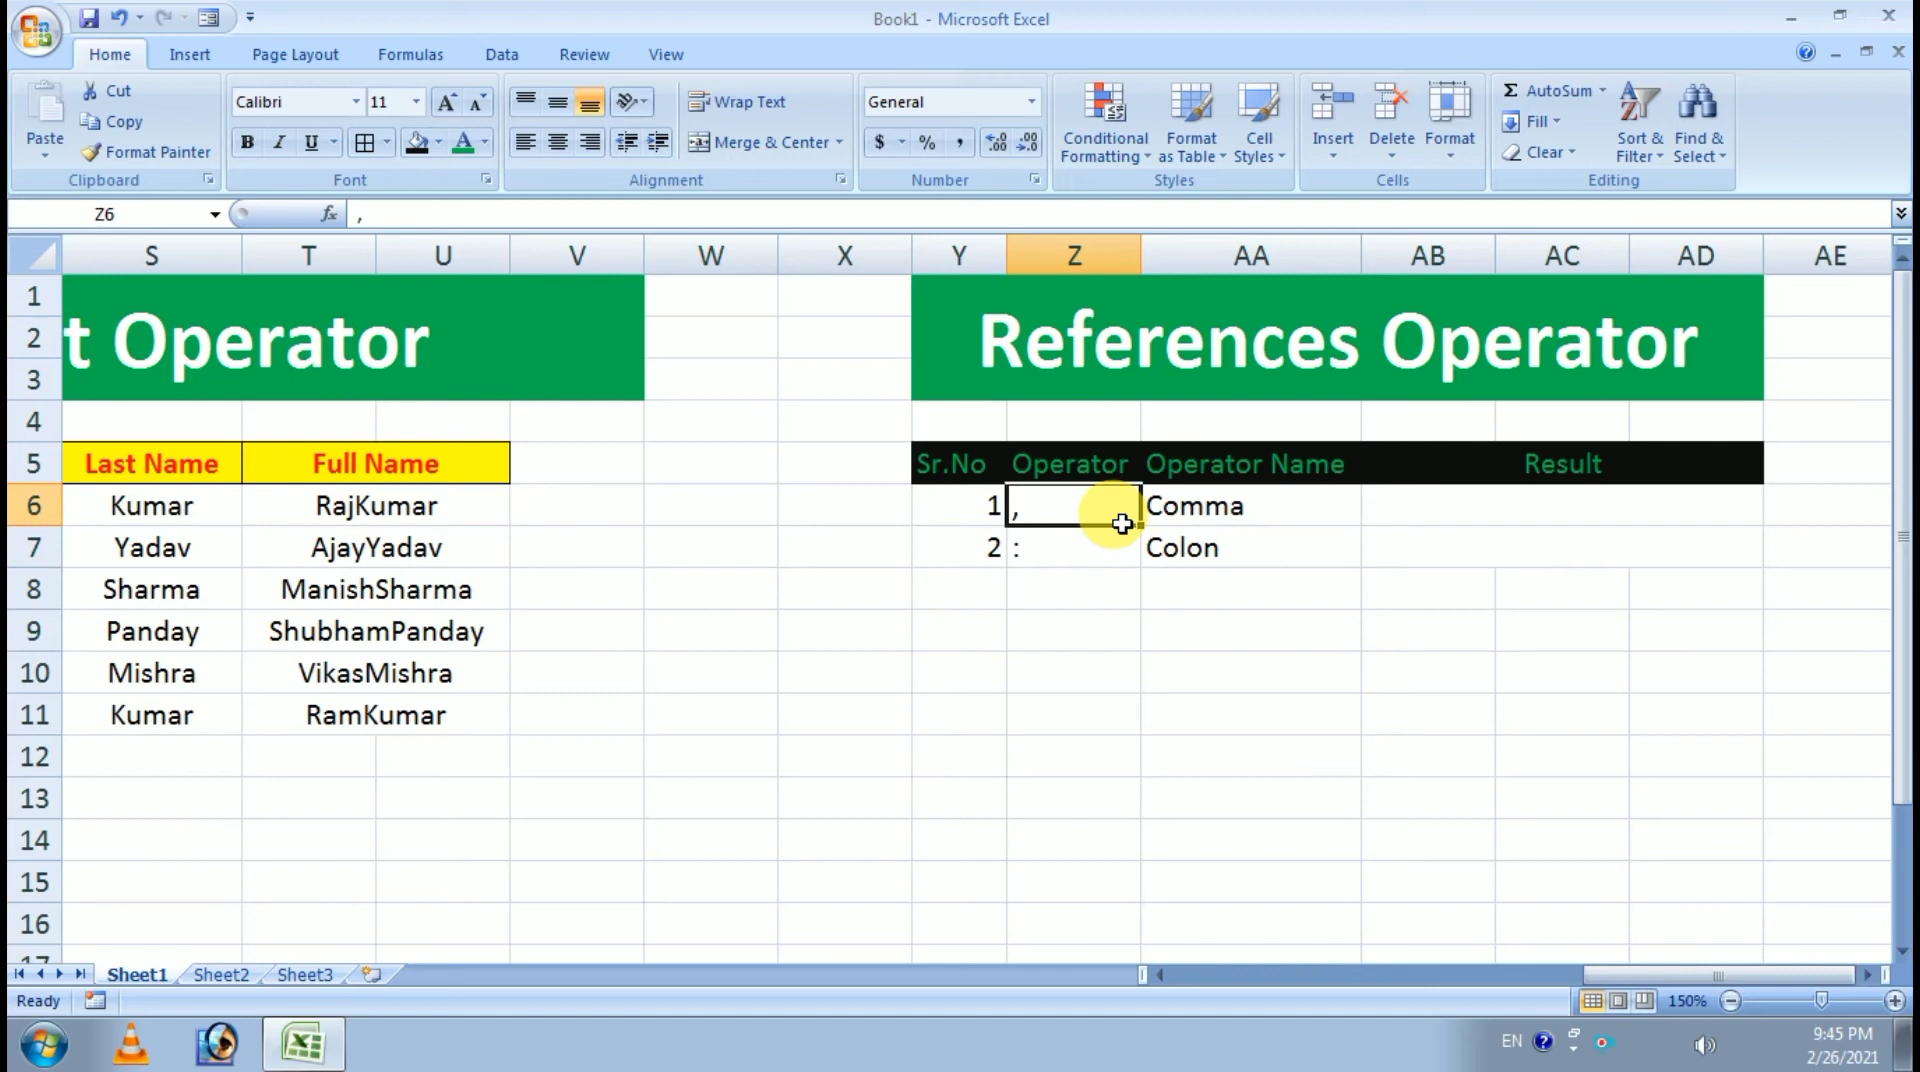 Book1 - Microsoft Excel
Home Insert Page Layout Formulas Data Review View
Paste
Cut
Copy
Format Painter
Clipboard
Calibri 11
B I U
Font
Wrap Text
Merge & Center
Alignment
General
$ % ,
Number
Conditional Formatting
Format as Table
Cell Styles
Styles
Insert Delete Format
Cells
Σ AutoSum
Fill
Clear
Sort & Filter
Find & Select
Editing
Z6 fx ,
S T U V W X Y Z AA AB AC AD AE
1
2 t Operator References Operator
3
4
5 Last Name Full Name Sr.No Operator Operator Name Result
6 Kumar RajKumar 1 , Comma
7 Yadav AjayYadav 2 : Colon
8 Sharma ManishSharma
9 Panday ShubhamPanday
10 Mishra VikasMishra
11 Kumar RamKumar
12
13
14
15
16
17
Sheet1 Sheet2 Sheet3
Ready 150%
EN 9:45 PM
2/26/2021